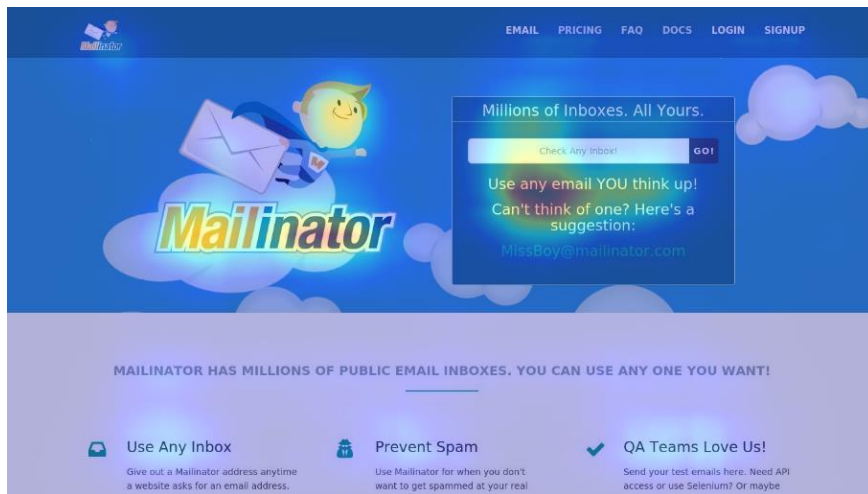 Mailinator
EMAIL PRICING FAQ DOCS LOGIN SIGNUP
Millions of Inboxes. All Yours.
Check Any Inbox!
GO!
Use any email YOU think up!
Can't think of one? Here's a
suggestion:
MissBoy@mailinator.com
M
Mailinator
MAILINATOR HAS MILLIONS OF PUBLIC EMAIL INBOXES. YOU CAN USE ANY ONE YOU WANT!
Use Any Inbox
Give out a Mailinator address anytime
a website asks for an email address.
Prevent Spam
Use Mailinator for when you don't
want to get spammed at your real
QA Teams Love Us!
Send your test emails here. Need API
access or use Selenium? Or maybe